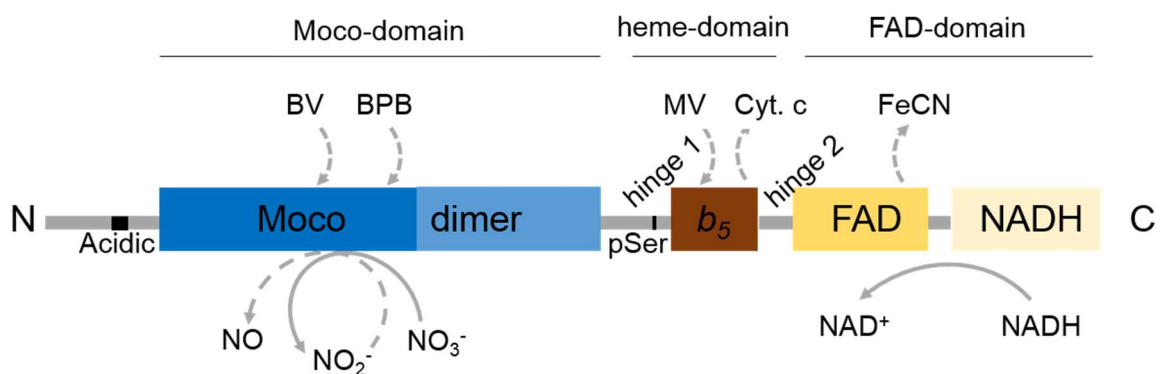 Moco-domain heme-domain FAD-domain
BV BPB MV Cyt. c FeCN
hinge 1 hinge 2
N Moco dimer b₅ FAD NADH C
Acidic pSer
NO NO₂⁻ NO₃⁻ NAD⁺ NADH